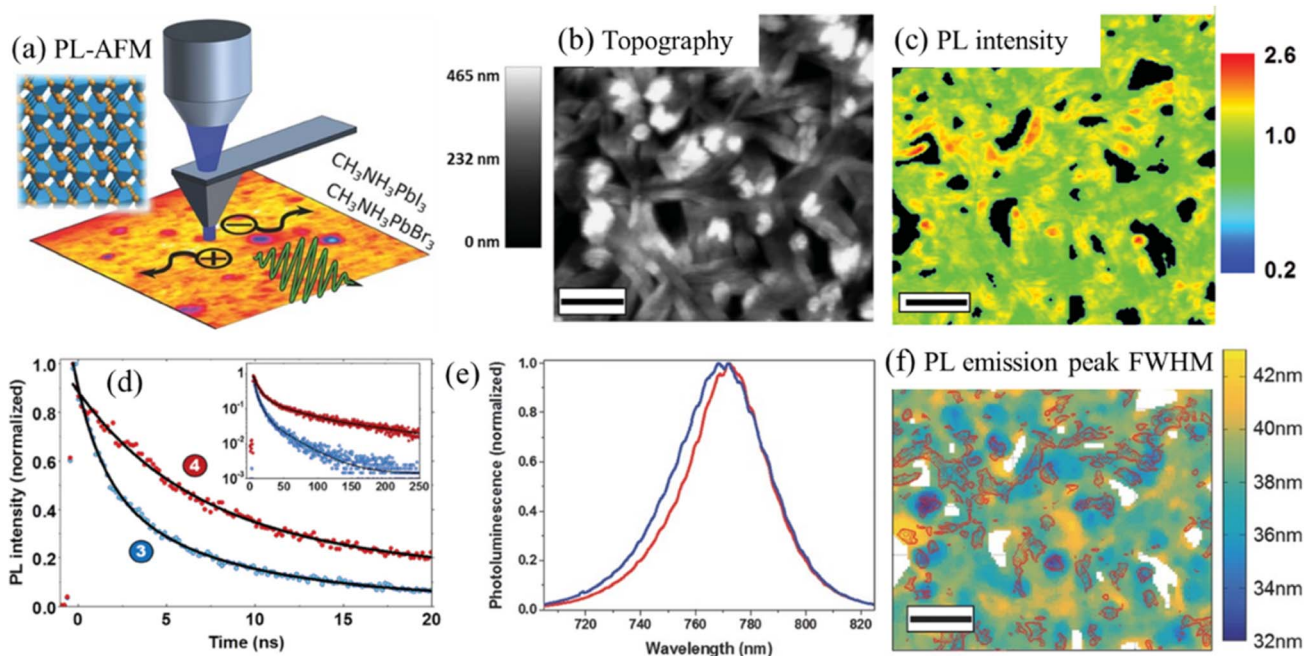 (a) PL-AFM
CH₃NH₃PbI₃
CH₃NH₃PbBr₃
−
+
(b) Topography
465 nm
232 nm
0 nm
(c) PL intensity
2.6
1.0
0.2
(d)
PL intensity (normalized)
1.0
0.8
0.6
0.4
0.2
0.0
0
5
10
15
20
Time (ns)
4
3
1
10⁻¹
10⁻²
10⁻³
0
50
100
150
200
250
(e)
Photoluminescence (normalized)
1.0
0.8
0.6
0.4
0.2
0.0
720
740
760
780
800
820
Wavelength (nm)
(f) PL emission peak FWHM
42nm
40nm
38nm
36nm
34nm
32nm